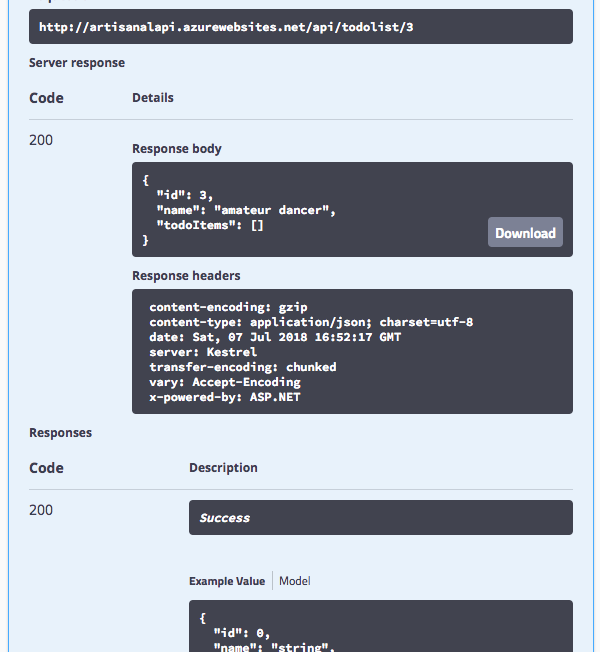 http://artisanalapi.azurewebsites.net/api/todolist/3
Server response
Code Details
200
Response body
{
"id": 3,
"name": "amateur dancer",
"todoItems": []
}
Download
Response headers
content-encoding: gzip
content-type: application/json; charset=utf-8
date: Sat, 07 Jul 2018 16:52:17 GMT
server: Kestrel
transfer-encoding: chunked
vary: Accept-Encoding
x-powered-by: ASP.NET
Responses
Code Description
200
Success
Example Value Model
{
"id": 0,
"name": "string",